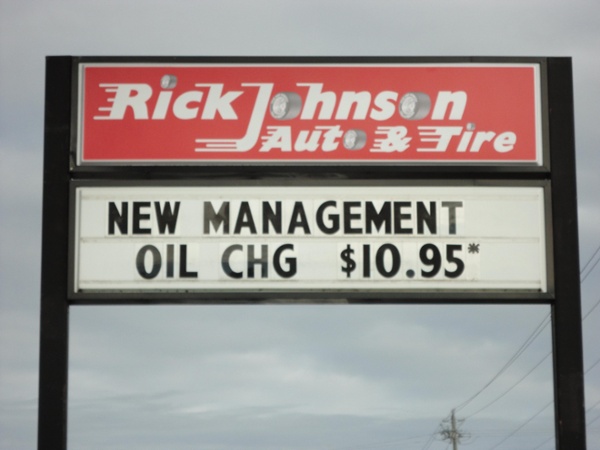 Rick Johnson
Auto & Tire
NEW MANAGEMENT
OIL CHG $10.95*